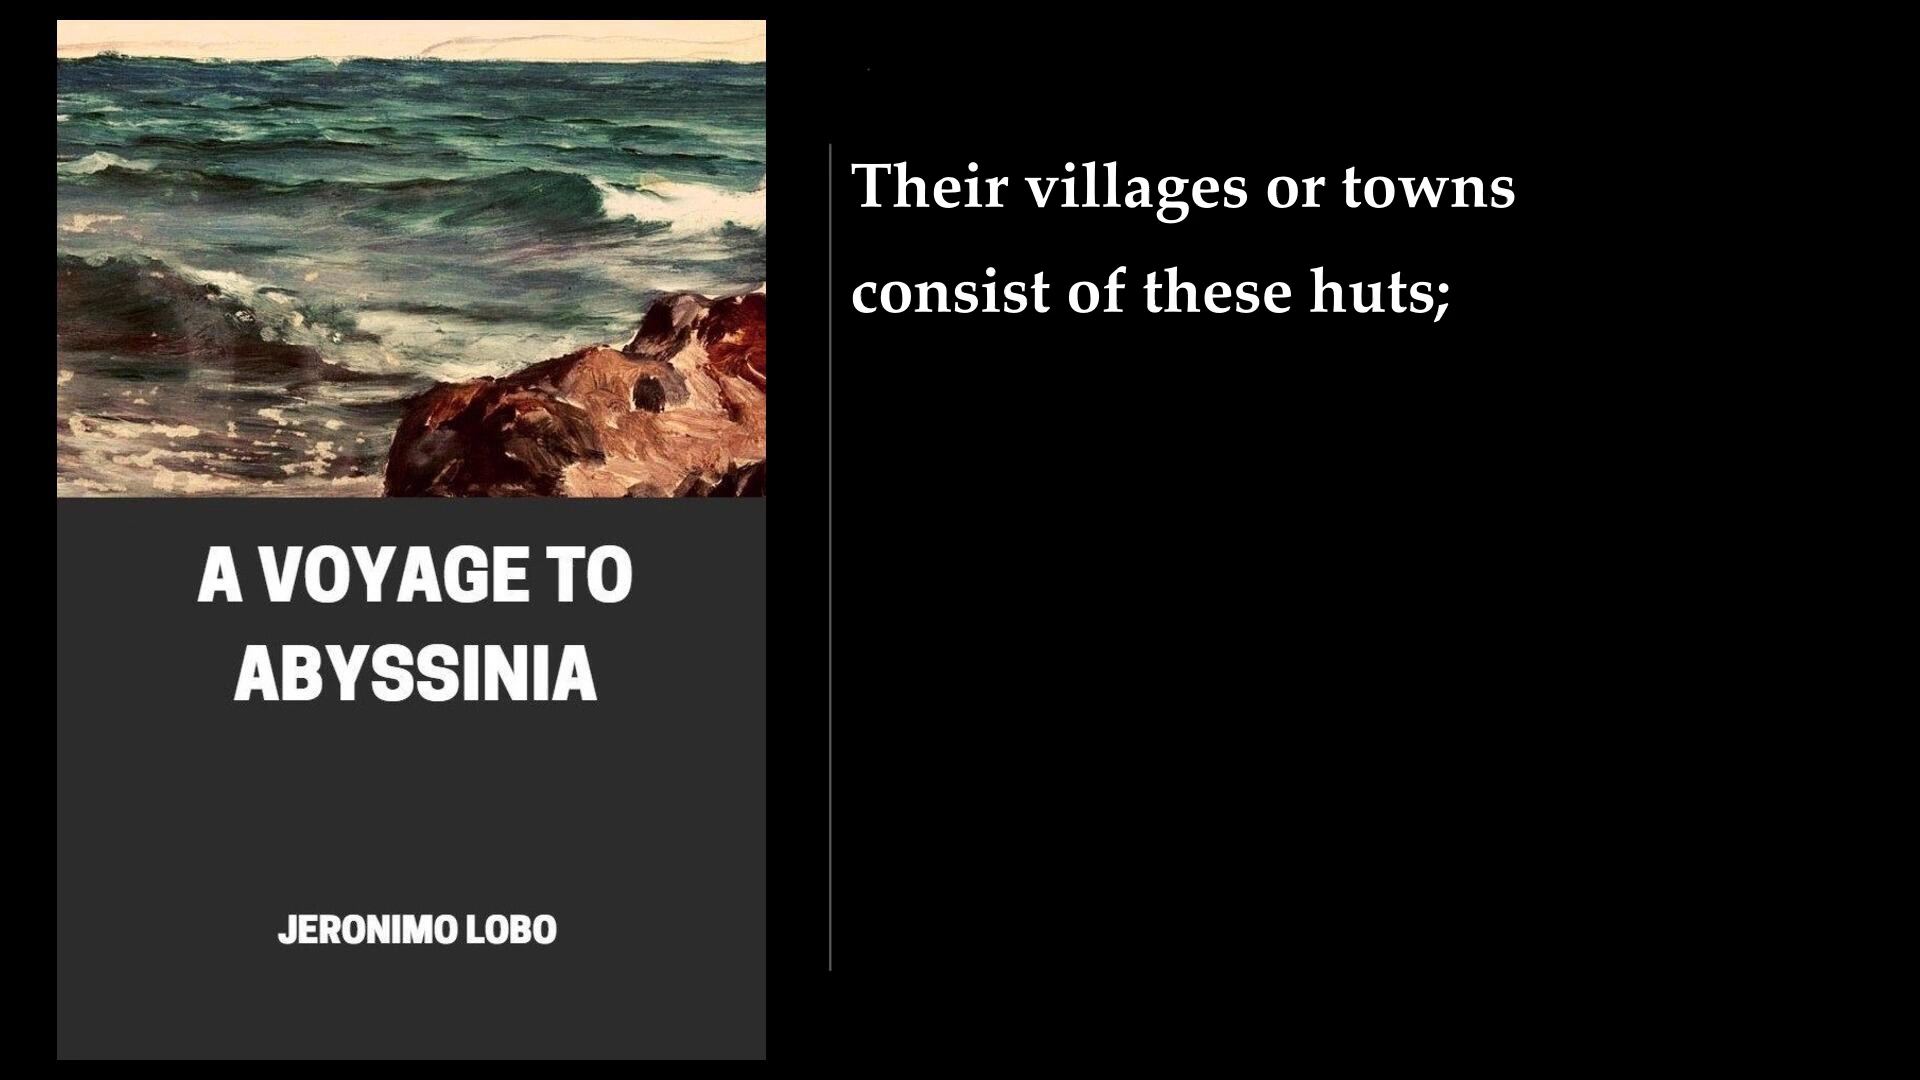 A VOYAGE TO
ABYSSINIA
JERONIMO LOBO
Their villages or towns
consist of these huts;